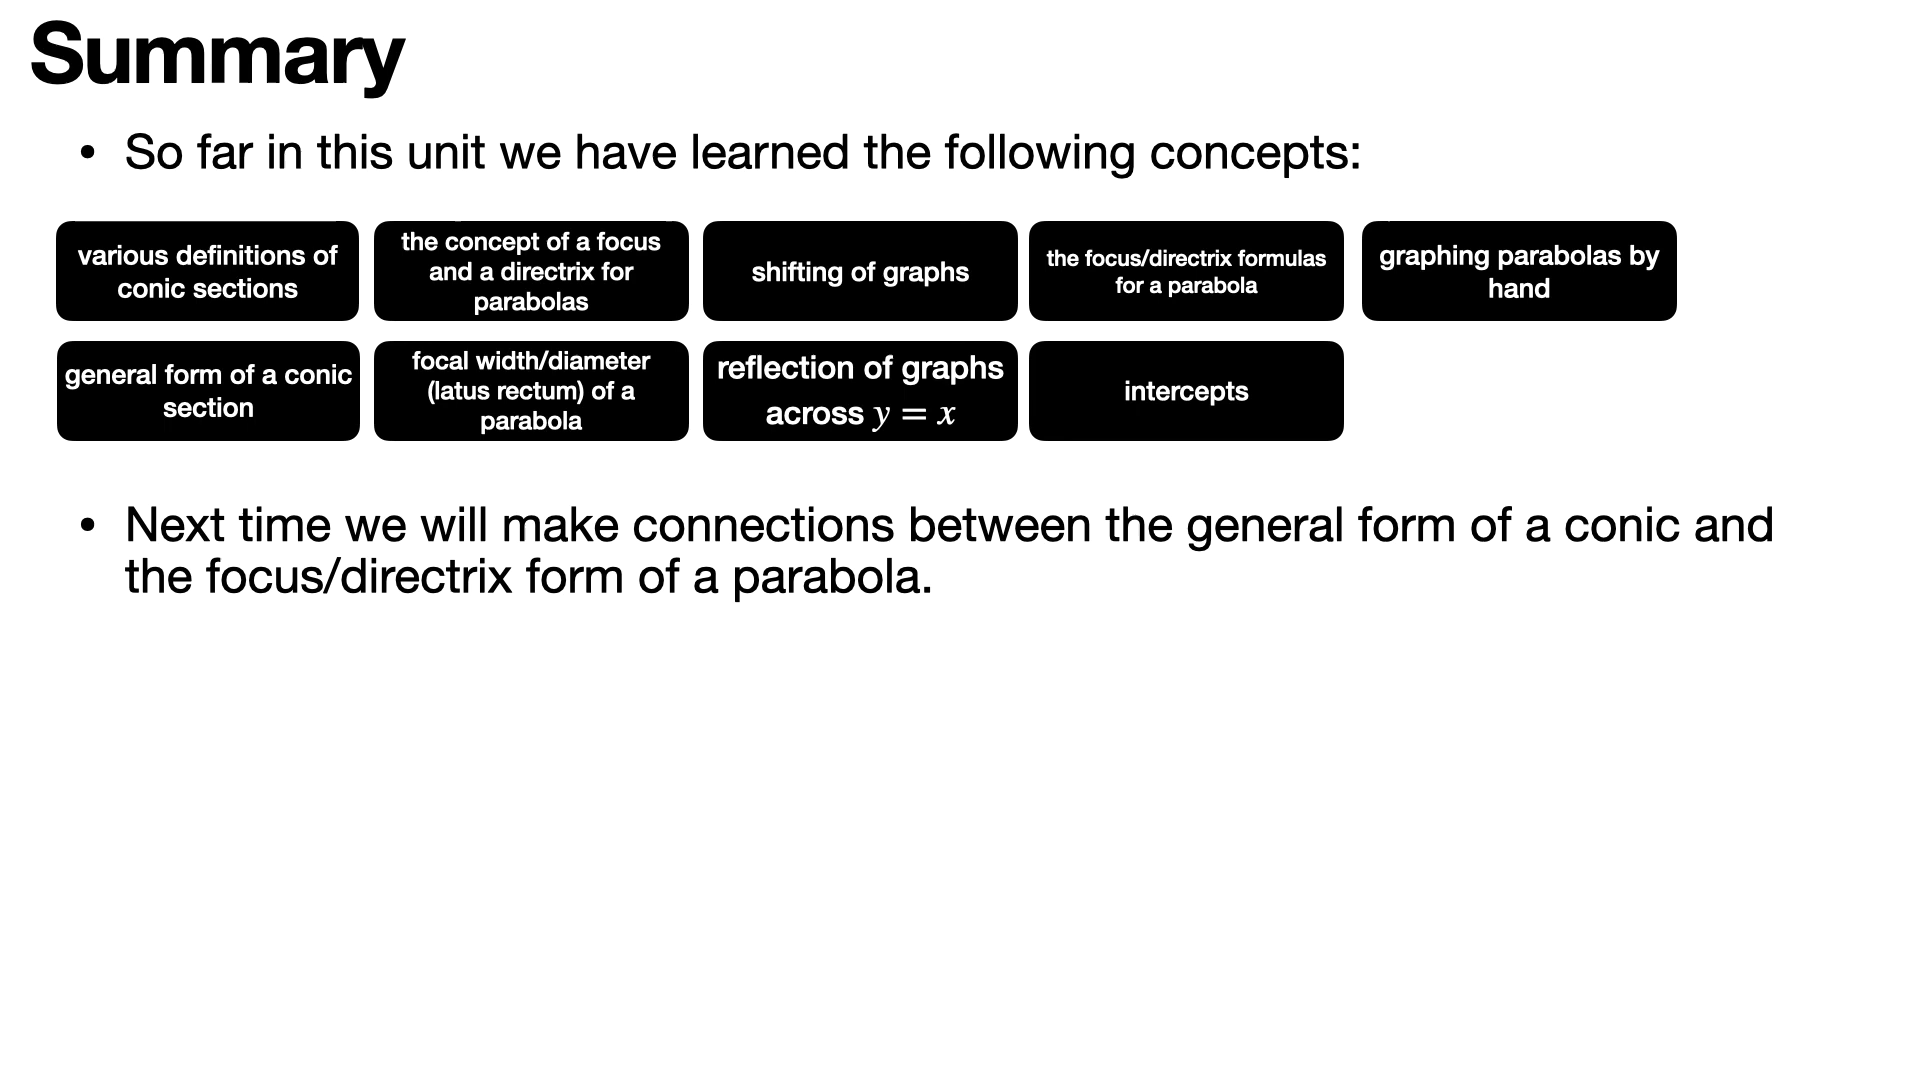 Summary
• So far in this unit we have learned the following concepts:
various definitions of
conic sections
the concept of a focus
and a directrix for
parabolas
shifting of graphs
the focus/directrix formulas
for a parabola
graphing parabolas by
hand
general form of a conic
section
focal width/diameter
(latus rectum) of a
parabola
reflection of graphs
across y = x
intercepts
• Next time we will make connections between the general form of a conic and
the focus/directrix form of a parabola.